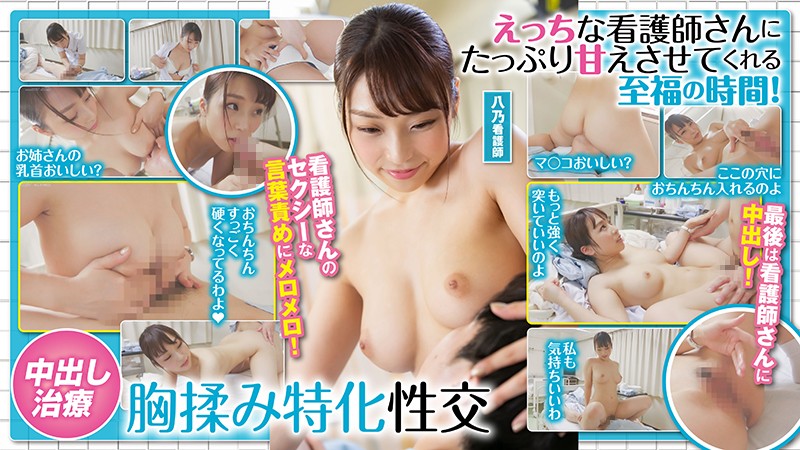 えっちな看護師さんに
たっぷり甘えさせてくれる
至福の時間！
八乃看護師
お姉さんの
乳首おいしい？
おちんちん
すっごく
硬くなってるわよ♥
看護師さんの
セクシーな
言葉責めにメロメロ！
マ〇コおいしい？
ここの穴に
おちんちん入れるのよ
もっと強く
突いていいのよ
最後は看護師さんに
中出し！
私も
気持ちいいわ
中出し
治療
胸揉み特化性交